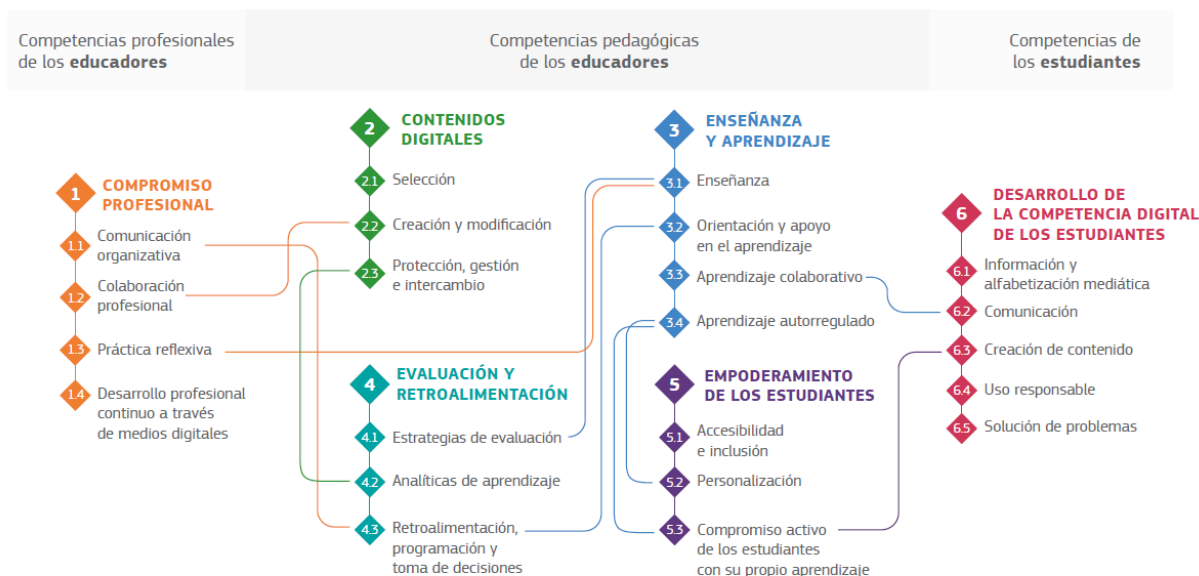 Competencias profesionales
de los educadores
Competencias pedagógicas
de los educadores
Competencias de
los estudiantes
1
COMPROMISO
PROFESIONAL
1.1
Comunicación
organizativa
1.2
Colaboración
profesional
1.3
Práctica reflexiva
1.4
Desarrollo profesional
continuo a través
de medios digitales
2
CONTENIDOS
DIGITALES
2.1
Selección
2.2
Creación y modificación
2.3
Protección, gestión
e intercambio
3
ENSEÑANZA
Y APRENDIZAJE
3.1
Enseñanza
3.2
Orientación y apoyo
en el aprendizaje
3.3
Aprendizaje colaborativo
3.4
Aprendizaje autorregulado
4
EVALUACIÓN Y
RETROALIMENTACIÓN
4.1
Estrategias de evaluación
4.2
Analíticas de aprendizaje
4.3
Retroalimentación,
programación y
toma de decisiones
5
EMPODERAMIENTO
DE LOS ESTUDIANTES
5.1
Accesibilidad
e inclusión
5.2
Personalización
5.3
Compromiso activo
de los estudiantes
con su propio aprendizaje
6
DESARROLLO DE
LA COMPETENCIA DIGITAL
DE LOS ESTUDIANTES
6.1
Información y
alfabetización mediática
6.2
Comunicación
6.3
Creación de contenido
6.4
Uso responsable
6.5
Solución de problemas